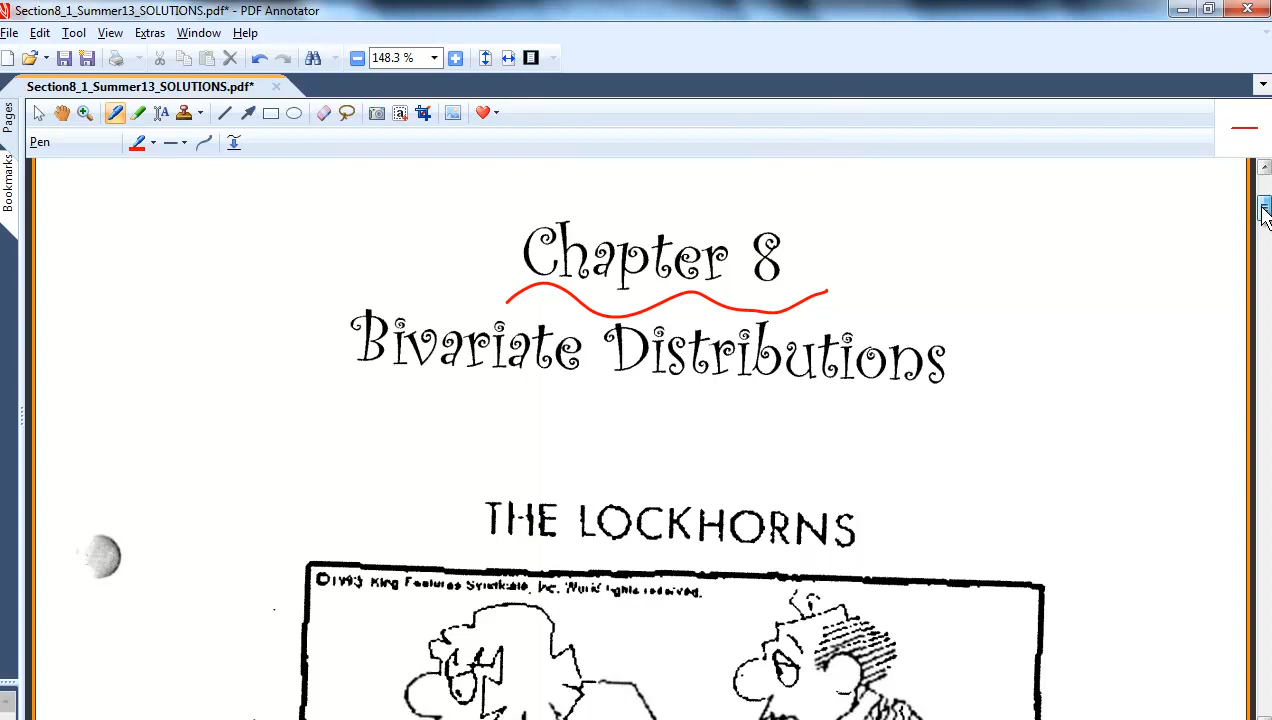 Section8_1_Summer13_SOLUTIONS.pdf* - PDF Annotator
File Edit Tool View Extras Window Help
148.3 %
Section8_1_Summer13_SOLUTIONS.pdf*
Pen
Pages
Bookmarks
Chapter 8
Bivariate Distributions
THE LOCKHORNS
©1993 King Features Syndicate, Inc. World rights reserved.